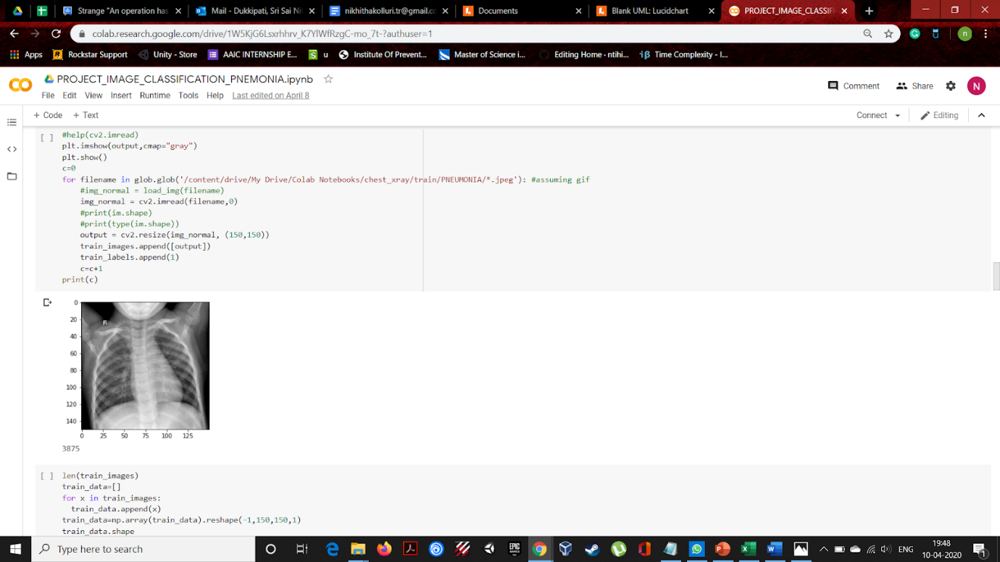 Strange "An operation has
Mail - Dukkipati, Sri Sai Ni
nikhithakolluri.tr@gmail.cc
Documents
Blank UML: Lucidchart
PROJECT_IMAGE_CLASSIF
colab.research.google.com/drive/1W5KjG6Lsxrhhrv_K7YlWfRzgC-mo_7t-?authuser=1
n
Apps
Rockstar Support
Unity - Store
AAIC INTERNSHIP E...
u
Institute Of Prevent...
Master of Science i...
Editing Home · ntihi...
Time Complexity - I...
PROJECT_IMAGE_CLASSIFICATION_PNEMONIA.ipynb
File Edit View Insert Runtime Tools Help Last edited on April 8
Comment
Share
N
+ Code + Text
Connect
Editing
[ ] #help(cv2.imread)
plt.imshow(output,cmap="gray")
plt.show()
c=0
for filename in glob.glob('/content/drive/My Drive/Colab Notebooks/chest_xray/train/PNEUMONIA/*.jpeg'): #assuming gif
#img_normal = load_img(filename)
img_normal = cv2.imread(filename,0)
#print(im.shape)
#print(type(im.shape))
output = cv2.resize(img_normal, (150,150))
train_images.append([output])
train_labels.append(1)
c=c+1
print(c)
0
20
40
60
80
100
120
140
0 25 50 75 100 125
3875
[ ] len(train_images)
train_data=[]
for x in train_images:
train_data.append(x)
train_data=np.array(train_data).reshape(-1,150,150,1)
train_data.shape
Type here to search
EPIC GAMES
ENG
19:48
10-04-2020
1